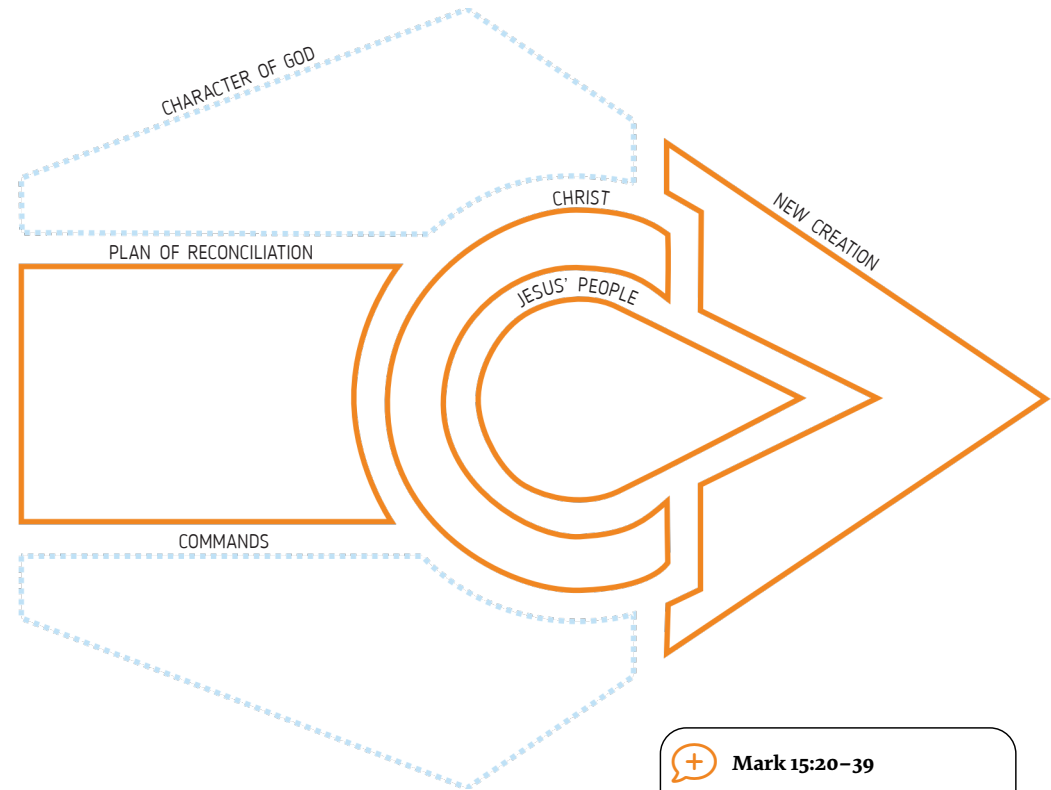 CHARACTER OF GOD
CHRIST
NEW CREATION
PLAN OF RECONCILIATION
JESUS’ PEOPLE
COMMANDS
Mark 15:20–39